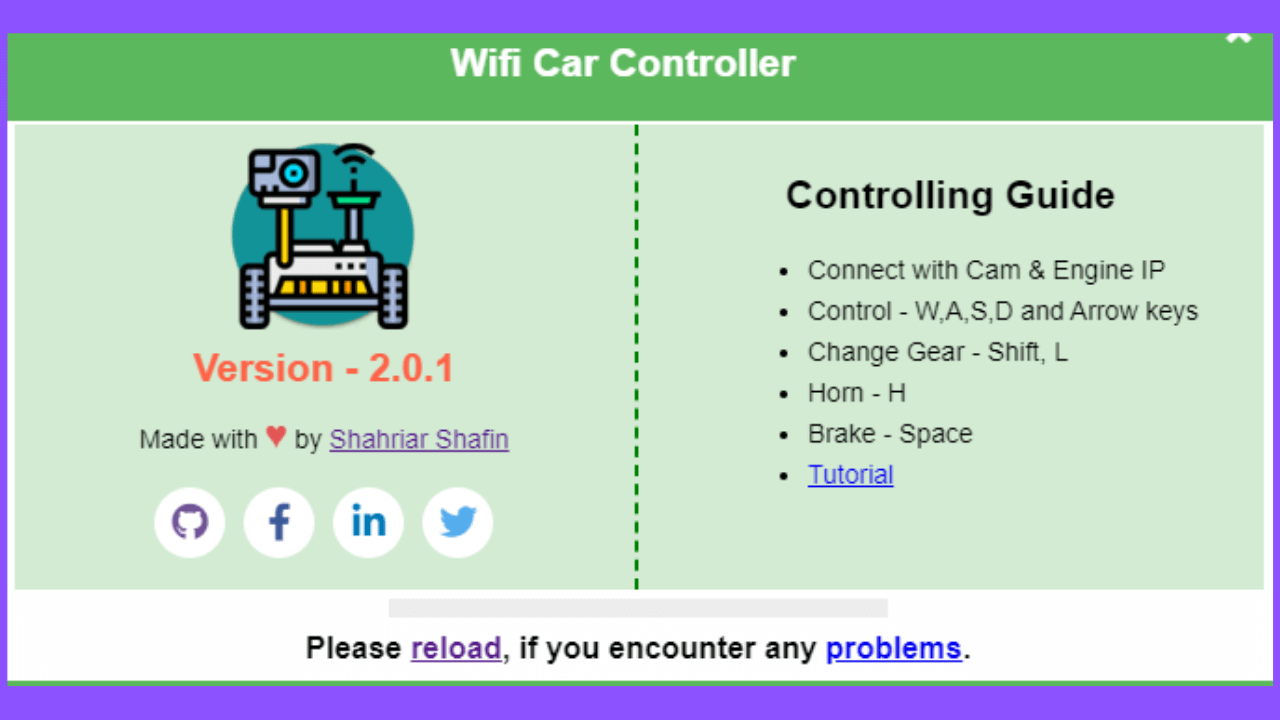 Wifi Car Controller
Version - 2.0.1
Made with ♥ by Shahriar Shafin
Controlling Guide
• Connect with Cam & Engine IP
• Control - W,A,S,D and Arrow keys
• Change Gear - Shift, L
• Horn - H
• Brake - Space
• Tutorial
Please reload, if you encounter any problems.